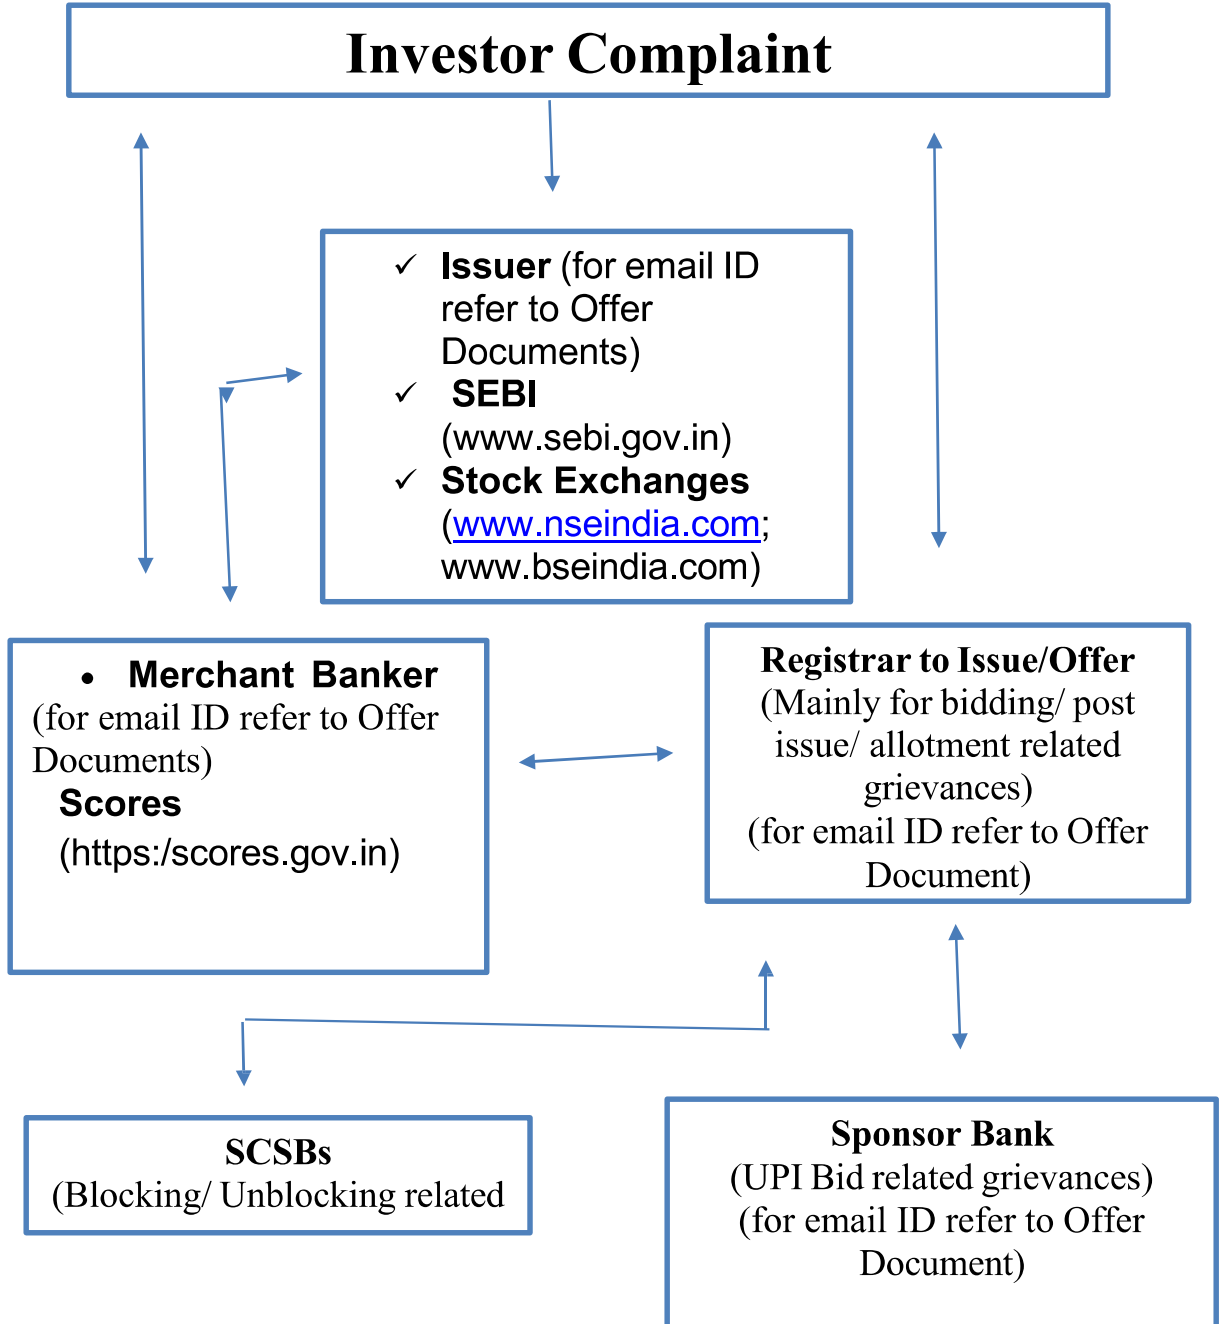 Investor Complaint
✓ Issuer (for email ID
refer to Offer
Documents)
✓ SEBI
(www.sebi.gov.in)
✓ Stock Exchanges
(www.nseindia.com;
www.bseindia.com)
• Merchant Banker
(for email ID refer to Offer
Documents)
Scores
(https:/scores.gov.in)
Registrar to Issue/Offer
(Mainly for bidding/ post
issue/ allotment related
grievances)
(for email ID refer to Offer
Document)
SCSBs
(Blocking/ Unblocking related
Sponsor Bank
(UPI Bid related grievances)
(for email ID refer to Offer
Document)